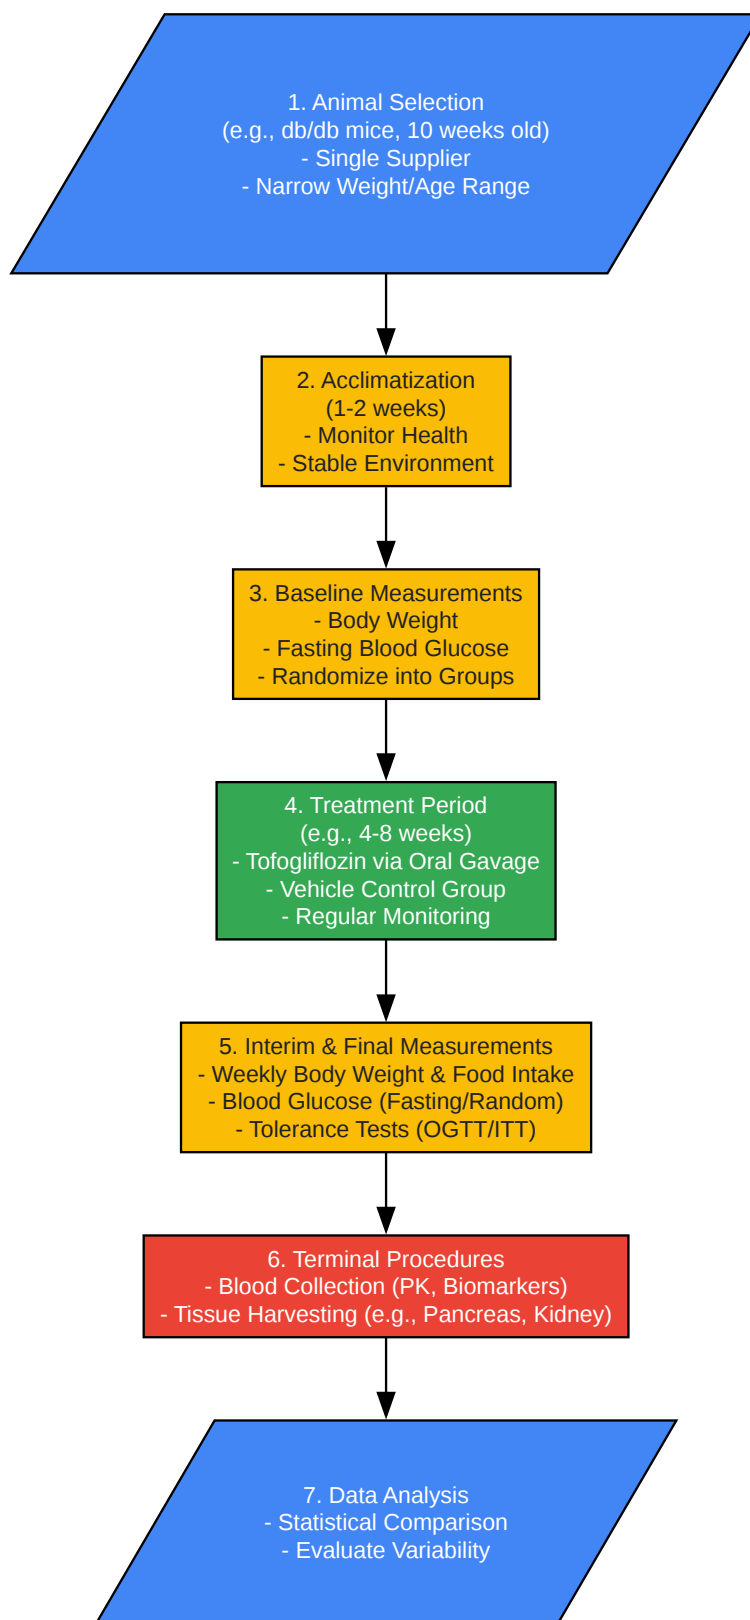 1. Animal Selection
(e.g., db/db mice, 10 weeks old)
- Single Supplier
- Narrow Weight/Age Range
2. Acclimatization
(1-2 weeks)
- Monitor Health
- Stable Environment
3. Baseline Measurements
- Body Weight
- Fasting Blood Glucose
- Randomize into Groups
4. Treatment Period
(e.g., 4-8 weeks)
- Tofogliflozin via Oral Gavage
- Vehicle Control Group
- Regular Monitoring
5. Interim & Final Measurements
- Weekly Body Weight & Food Intake
- Blood Glucose (Fasting/Random)
- Tolerance Tests (OGTT/ITT)
6. Terminal Procedures
- Blood Collection (PK, Biomarkers)
- Tissue Harvesting (e.g., Pancreas, Kidney)
7. Data Analysis
- Statistical Comparison
- Evaluate Variability